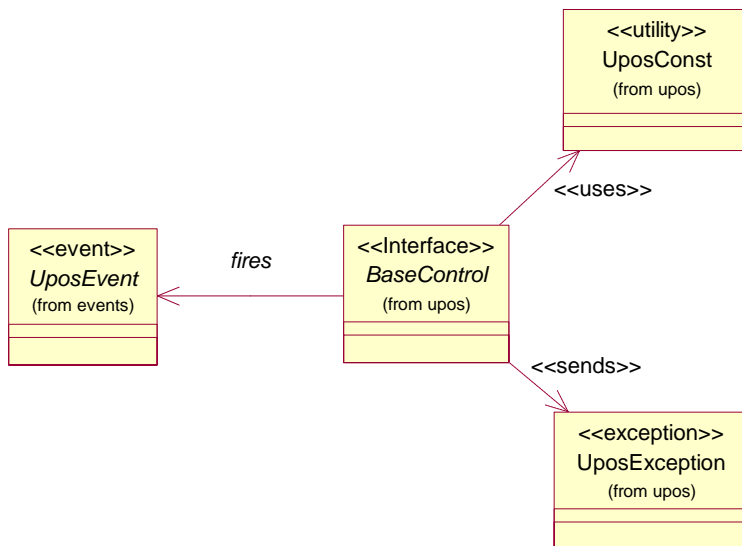 <<utility>>
UposConst
(from upos)
<<uses>>
<<event>>
UposEvent
(from events)
fires
<<Interface>>
BaseControl
(from upos)
<<sends>>
<<exception>>
UposException
(from upos)